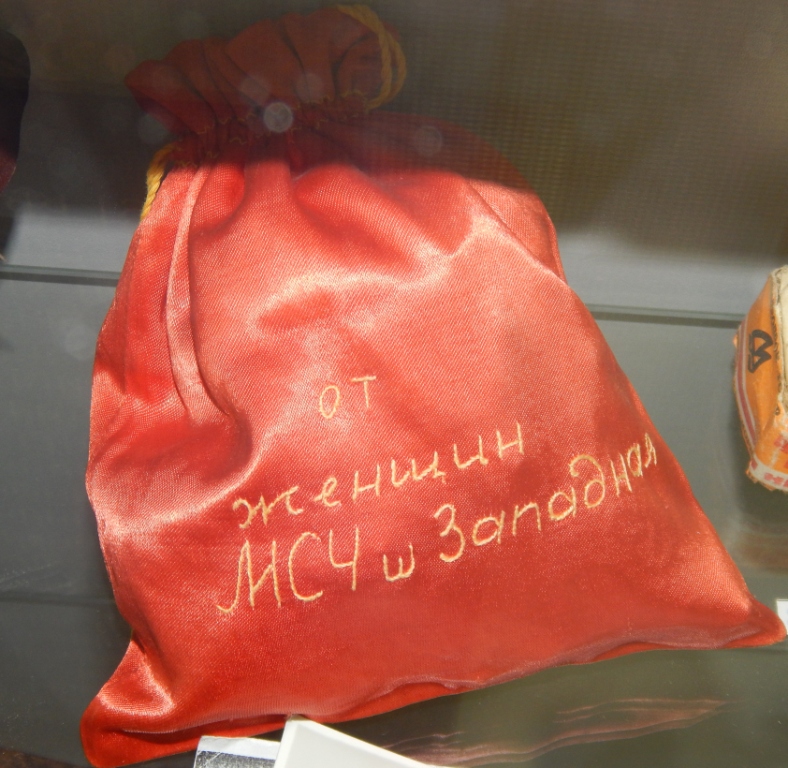 от
женщин
МСЧ ш Западная